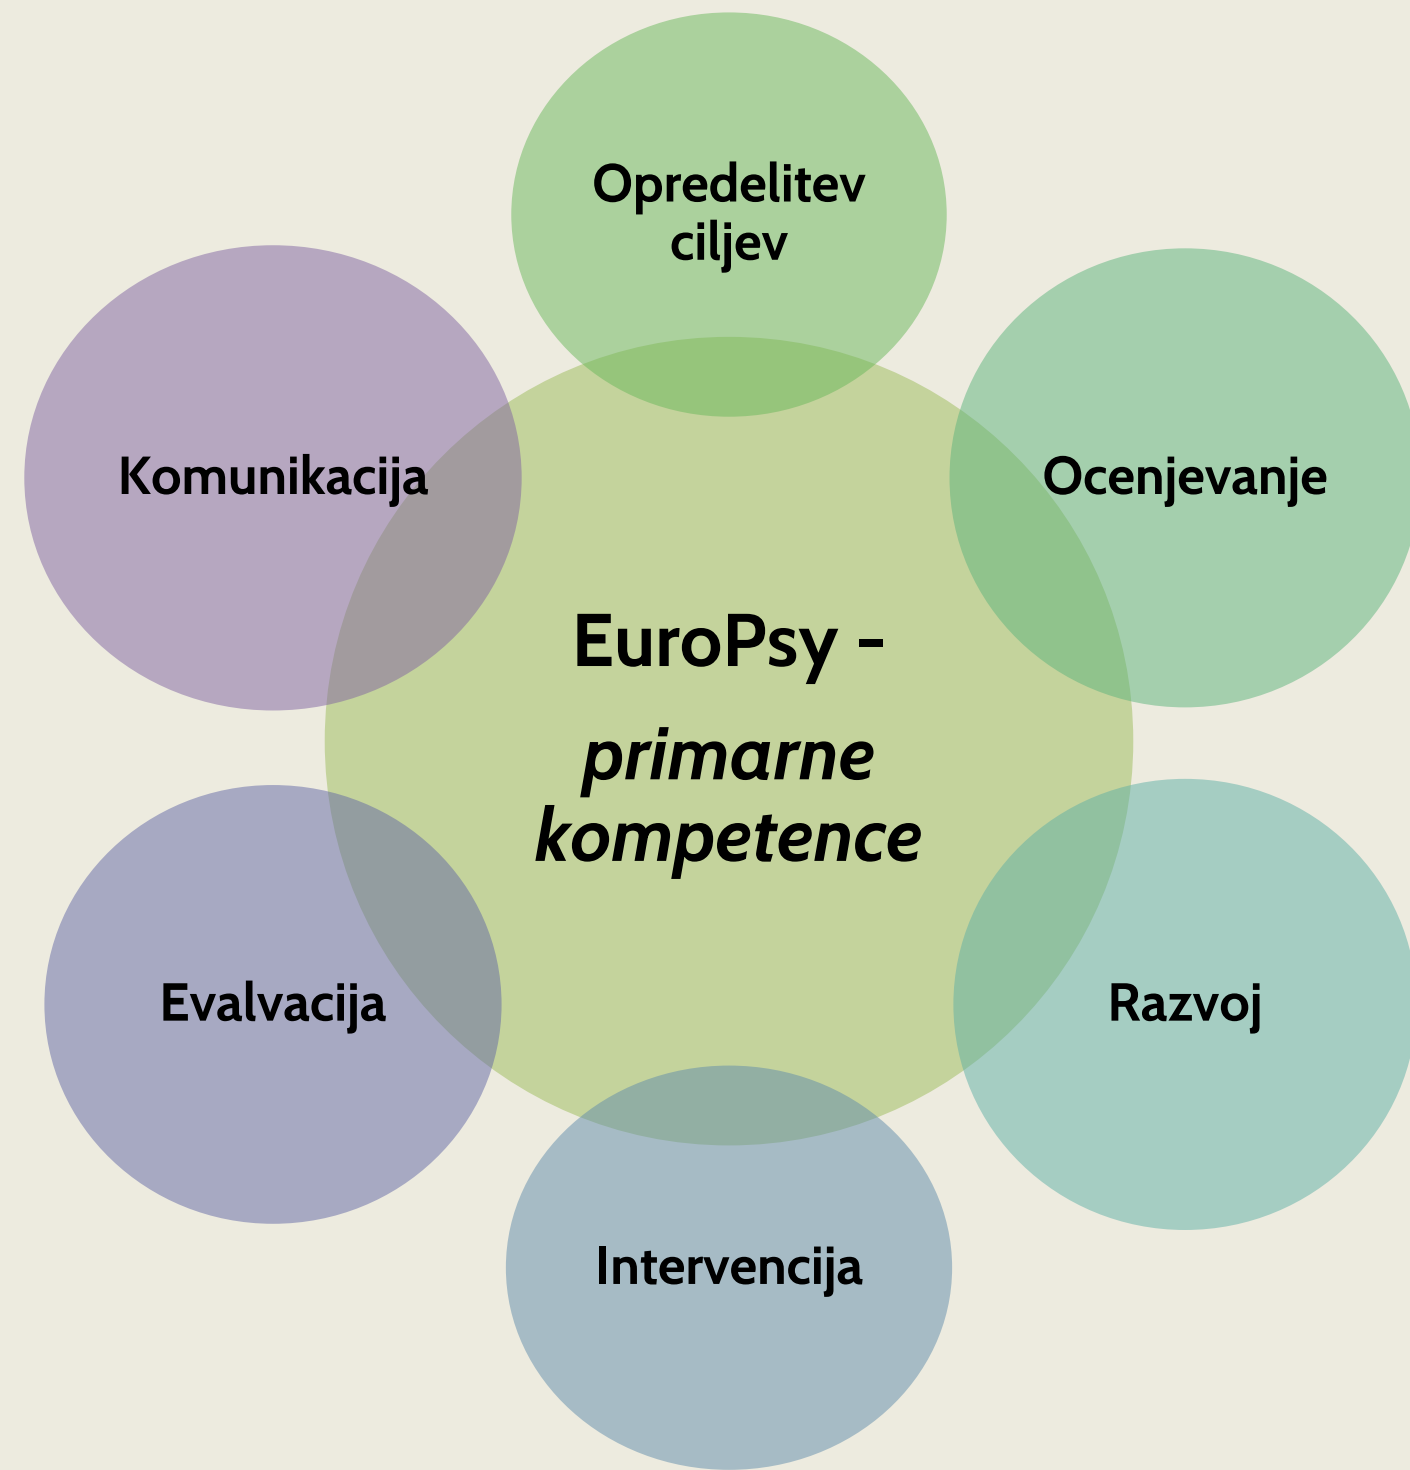 Opredelitev
ciljev
Komunikacija
Ocenjevanje
EuroPsy -
primarne
kompetence
Evalvacija
Razvoj
Intervencija